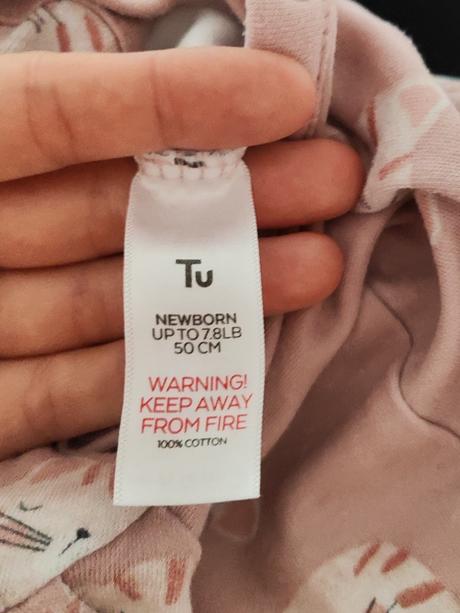 Tu
NEWBORN
UP TO 7.8LB
50 CM
WARNING!
KEEP AWAY
FROM FIRE
100% COTTON